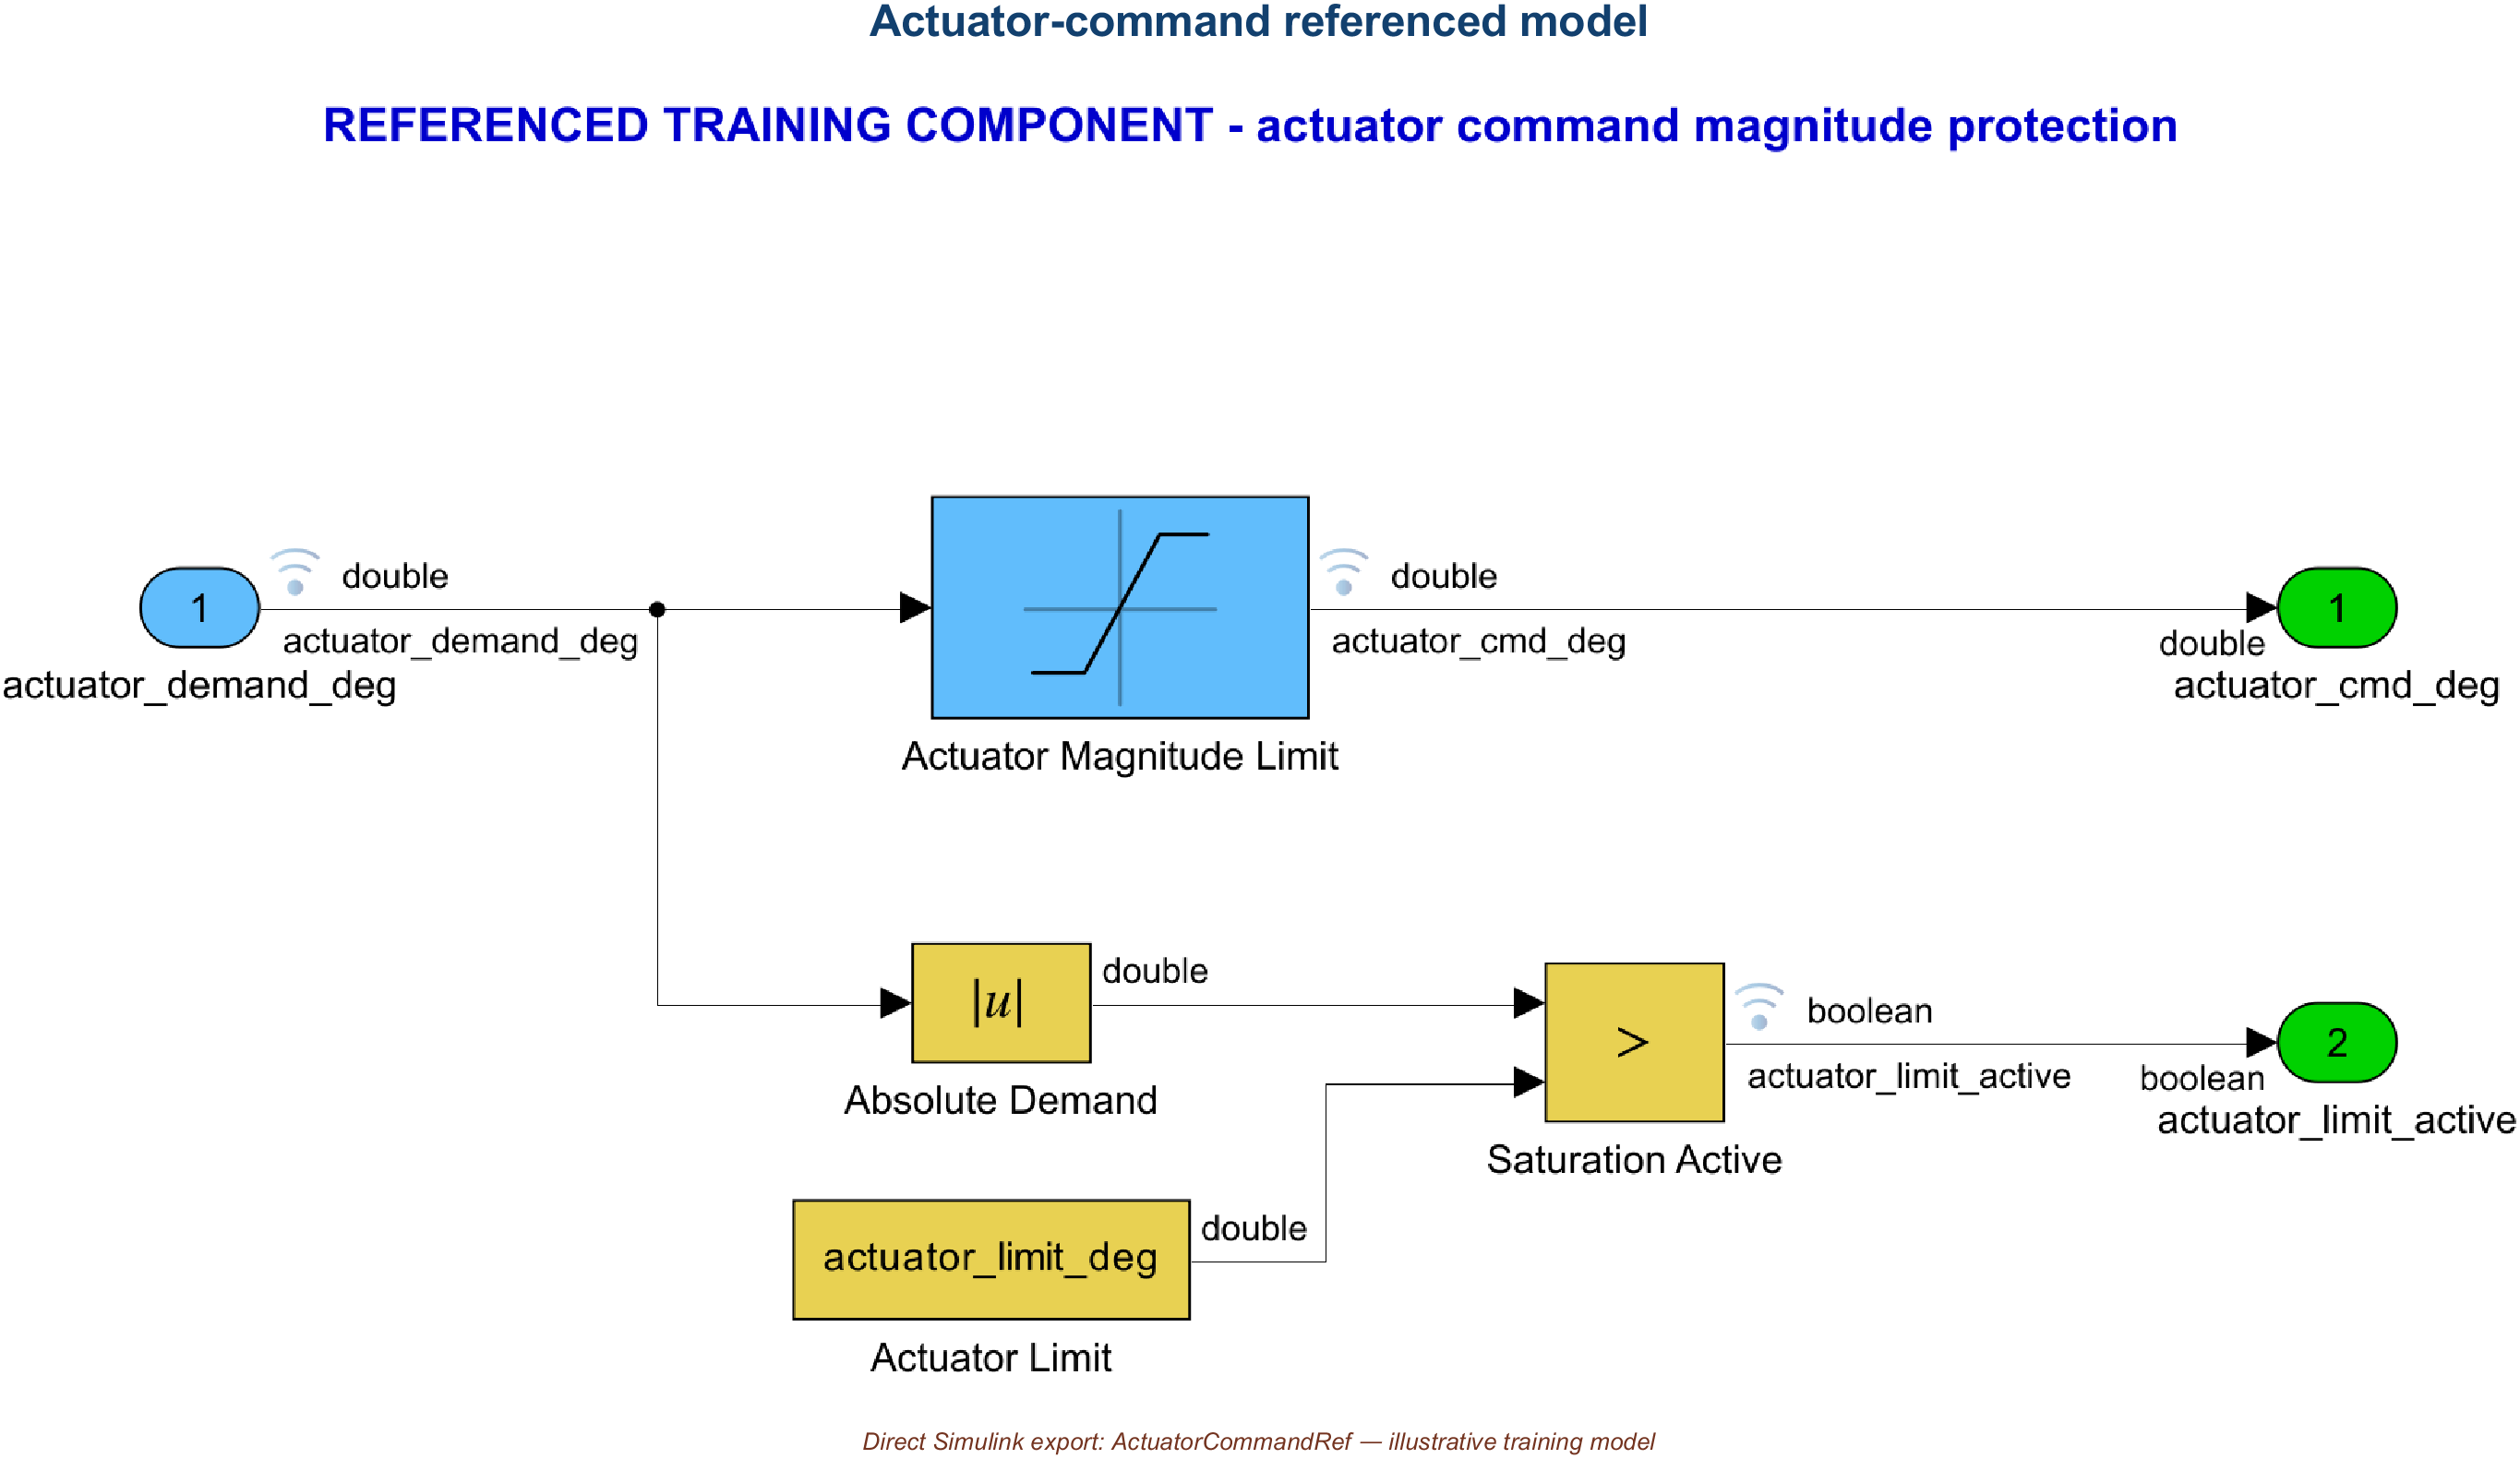 Actuator-command referenced model
REFERENCED TRAINING COMPONENT - actuator command magnitude protection
1
double
actuator_demand_deg
actuator_demand_deg
Actuator Magnitude Limit
double
actuator_cmd_deg
1
double
actuator_cmd_deg
|u|
double
Absolute Demand
>
boolean
actuator_limit_active
Saturation Active
2
boolean
actuator_limit_active
actuator_limit_deg
double
Actuator Limit
Direct Simulink export: ActuatorCommandRef — illustrative training model